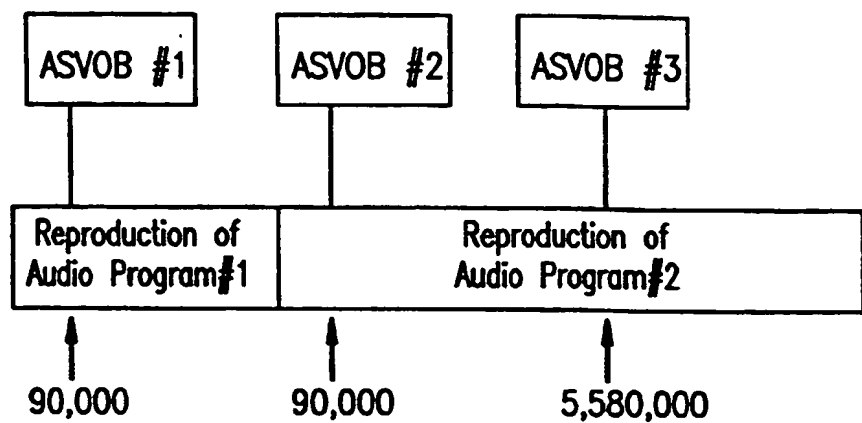 ASVOB #1
ASVOB #2
ASVOB #3
Reproduction of
Audio Program#1
Reproduction of
Audio Program#2
90,000
90,000
5,580,000